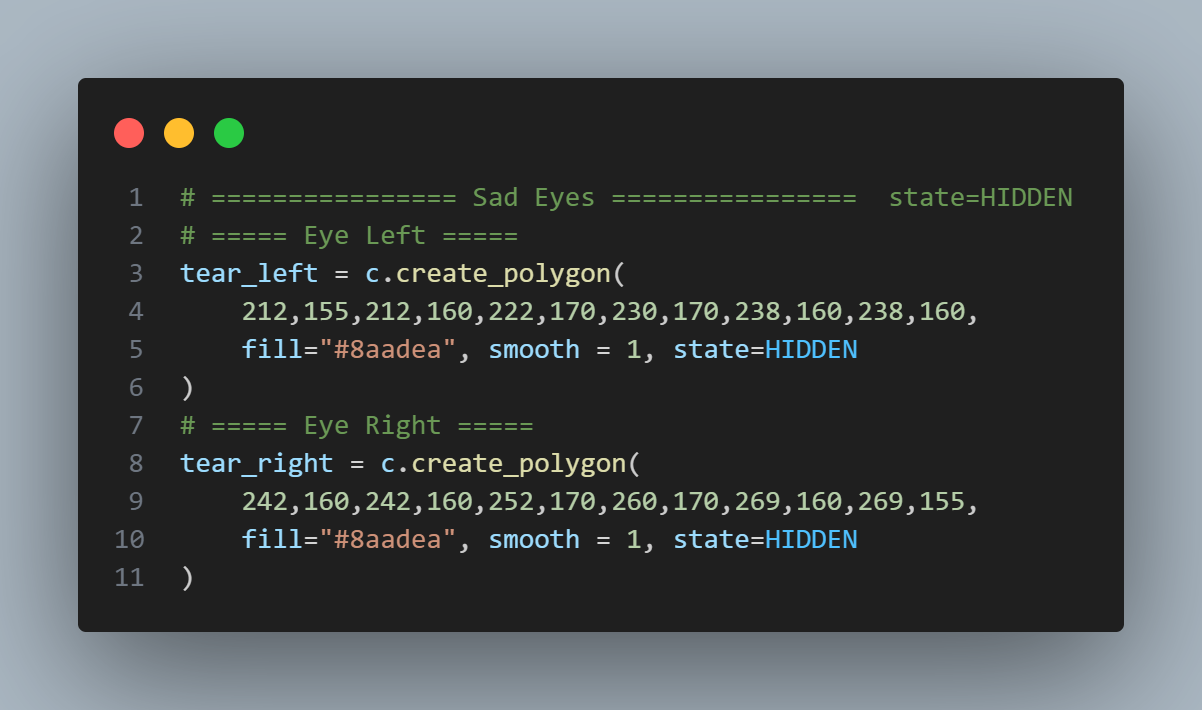 1 # ================ Sad Eyes ================  state=HIDDEN
2 # ===== Eye Left =====
3 tear_left = c.create_polygon(
4     212,155,212,160,222,170,230,170,238,160,238,160,
5     fill="#8aadea", smooth = 1, state=HIDDEN
6 )
7 # ===== Eye Right =====
8 tear_right = c.create_polygon(
9     242,160,242,160,252,170,260,170,269,160,269,155,
10     fill="#8aadea", smooth = 1, state=HIDDEN
11 )